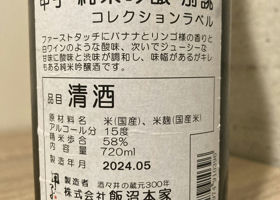 甲子 純米吟醸 別誂
コレクションラベル
ファーストタッチにバナナとリンゴ様の香りと
白ワインのような酸味、次いでジューシーな
甘味に酸味と渋味が調和し、味幅があるがキレ
もある純米吟醸酒です。
品目 清酒
原材料名 米(国産)、米麹(国産米)
アルコール分 15度
精米歩合 58%
内容量 720ml
製造年月 2024.05
製造者 酒々井の蔵元300年
株式会社 飯沼本家